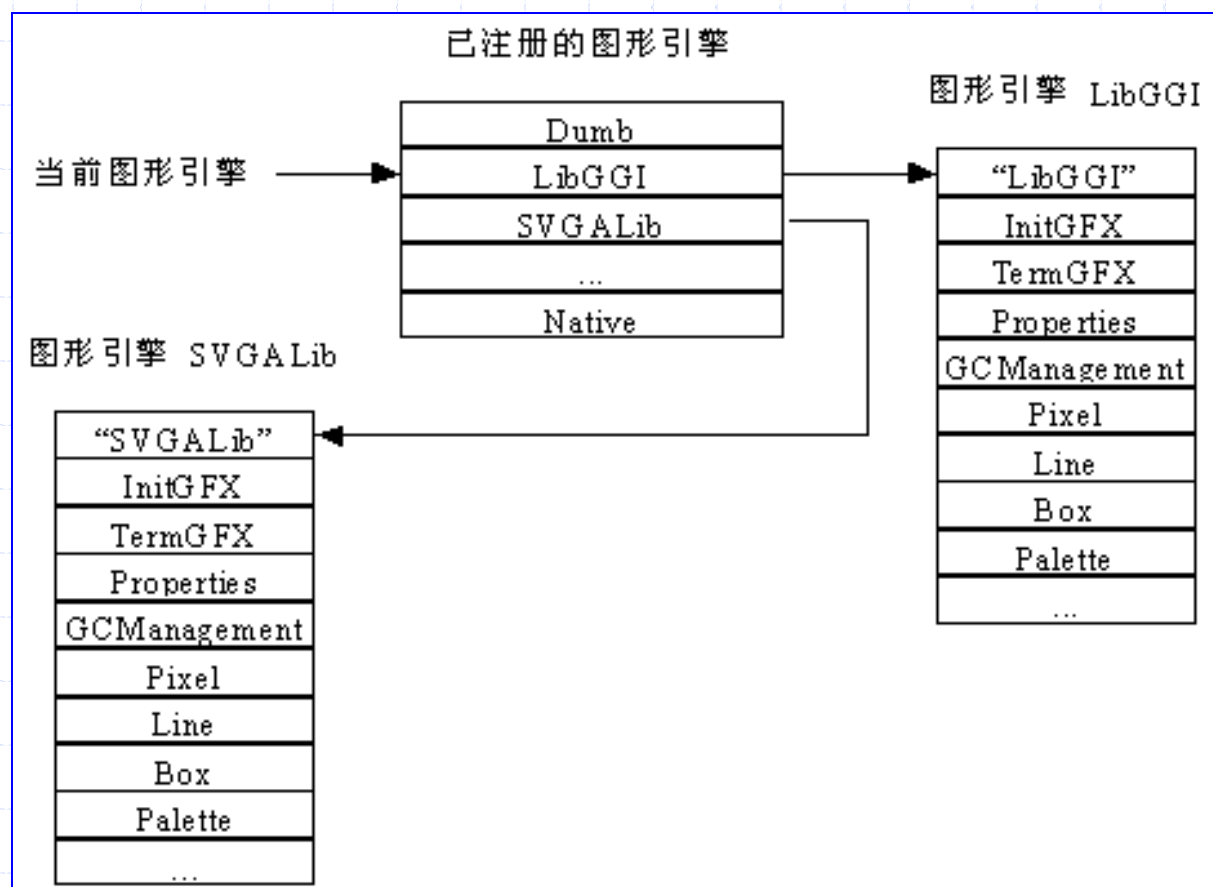 已注册的图形引擎
当前图形引擎
Dumb
LibGGI
SVGALib
...
Native
图形引擎 LibGGI
“LibGGI”
InitGFX
TermGFX
Properties
GCManagement
Pixel
Line
Box
Palette
...
图形引擎 SVGALib
“SVGALib”
InitGFX
TermGFX
Properties
GCManagement
Pixel
Line
Box
Palette
...